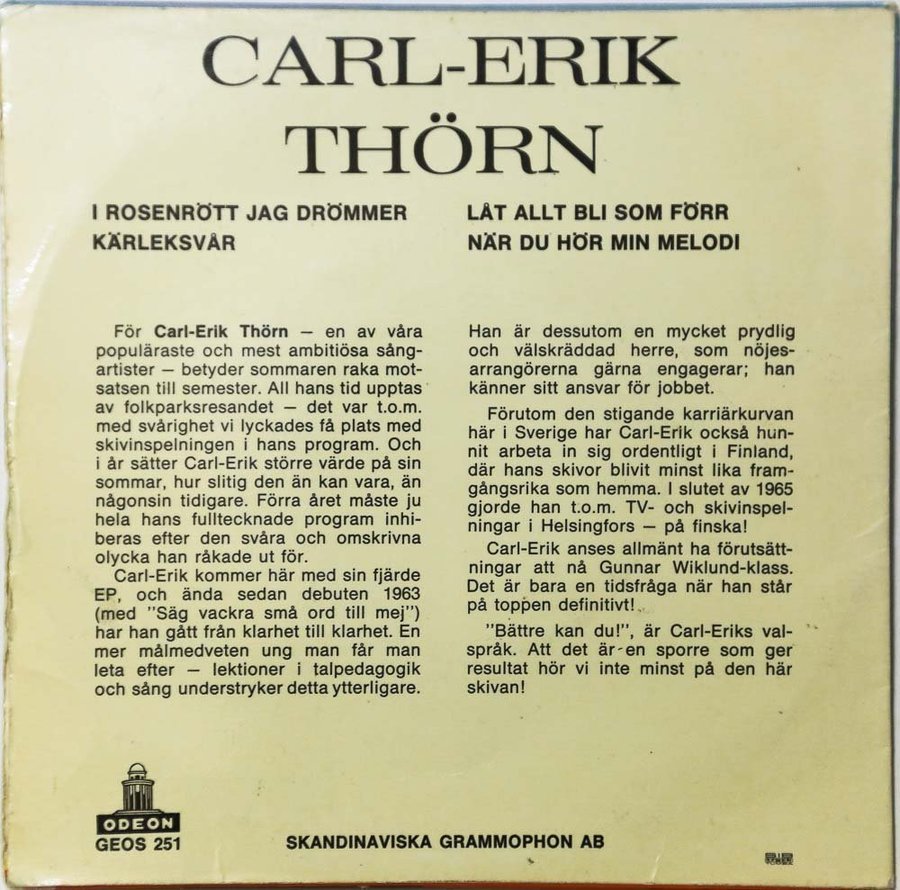 CARL-ERIK
THÖRN
I ROSENRÖTT JAG DRÖMMER
KÄRLEKSVÅR
LÅT ALLT BLI SOM FÖRR
NÄR DU HÖR MIN MELODI
För Carl-Erik Thörn — en av våra
populäraste och mest ambitiösa sång-
artister — betyder sommaren raka mot-
satsen till semester. All hans tid upptas
av folkparksresandet — det var t.o.m.
med svårighet vi lyckades få plats med
skivinspelningen i hans program. Och
i år sätter Carl-Erik större värde på sin
sommar, hur slitig den än kan vara, än
någonsin tidigare. Förra året måste ju
hela hans fulltecknade program inhi-
beras efter den svåra och omskrivna
olycka han råkade ut för.
Carl-Erik kommer här med sin fjärde
EP, och ända sedan debuten 1963
(med "Säg vackra små ord till mej")
har han gått från klarhet till klarhet. En
mer målmedveten ung man får man
leta efter — lektioner i talpedagogik
och sång understryker detta ytterligare.
Han är dessutom en mycket prydlig
och välskräddad herre, som nöjes-
arrangörerna gärna engagerar; han
känner sitt ansvar för jobbet.
Förutom den stigande karriärkurvan
här i Sverige har Carl-Erik också hun-
nit arbeta in sig ordentligt i Finland,
där hans skivor blivit minst lika fram-
gångsrika som hemma. I slutet av 1965
gjorde han t.o.m. TV- och skivinspel-
ningar i Helsingfors — på finska!
Carl-Erik anses allmänt ha förutsätt-
ningar att nå Gunnar Wiklund-klass.
Det är bara en tidsfråga när han står
på toppen definitivt!
"Bättre kan du!", är Carl-Eriks val-
språk. Att det är en sporre som ger
resultat hör vi inte minst på den här
skivan!
ODEON
GEOS 251
SKANDINAVISKA GRAMMOPHON AB